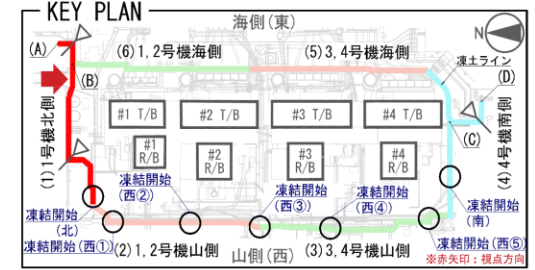 KEY PLAN
海側(東)
N
(A)
(6)1,2号機海側
(5)3,4号機海側
凍土ライン
(D)
(B)
#1 T/B
#2 T/B
#3 T/B
#4 T/B
(1)1号機北側
#1
R/B
#2
R/B
#3
R/B
#4
R/B
(C)
(4)4号機南側
凍結開始
(西②)
凍結開始
(西③)
凍結開始
(西④)
凍結開始
(南)
凍結開始
(北)
凍結開始(西①)
(2)1,2号機山側
山側(西)
(3)3,4号機山側
凍結開始
(西⑤)
※赤矢印:視点方向